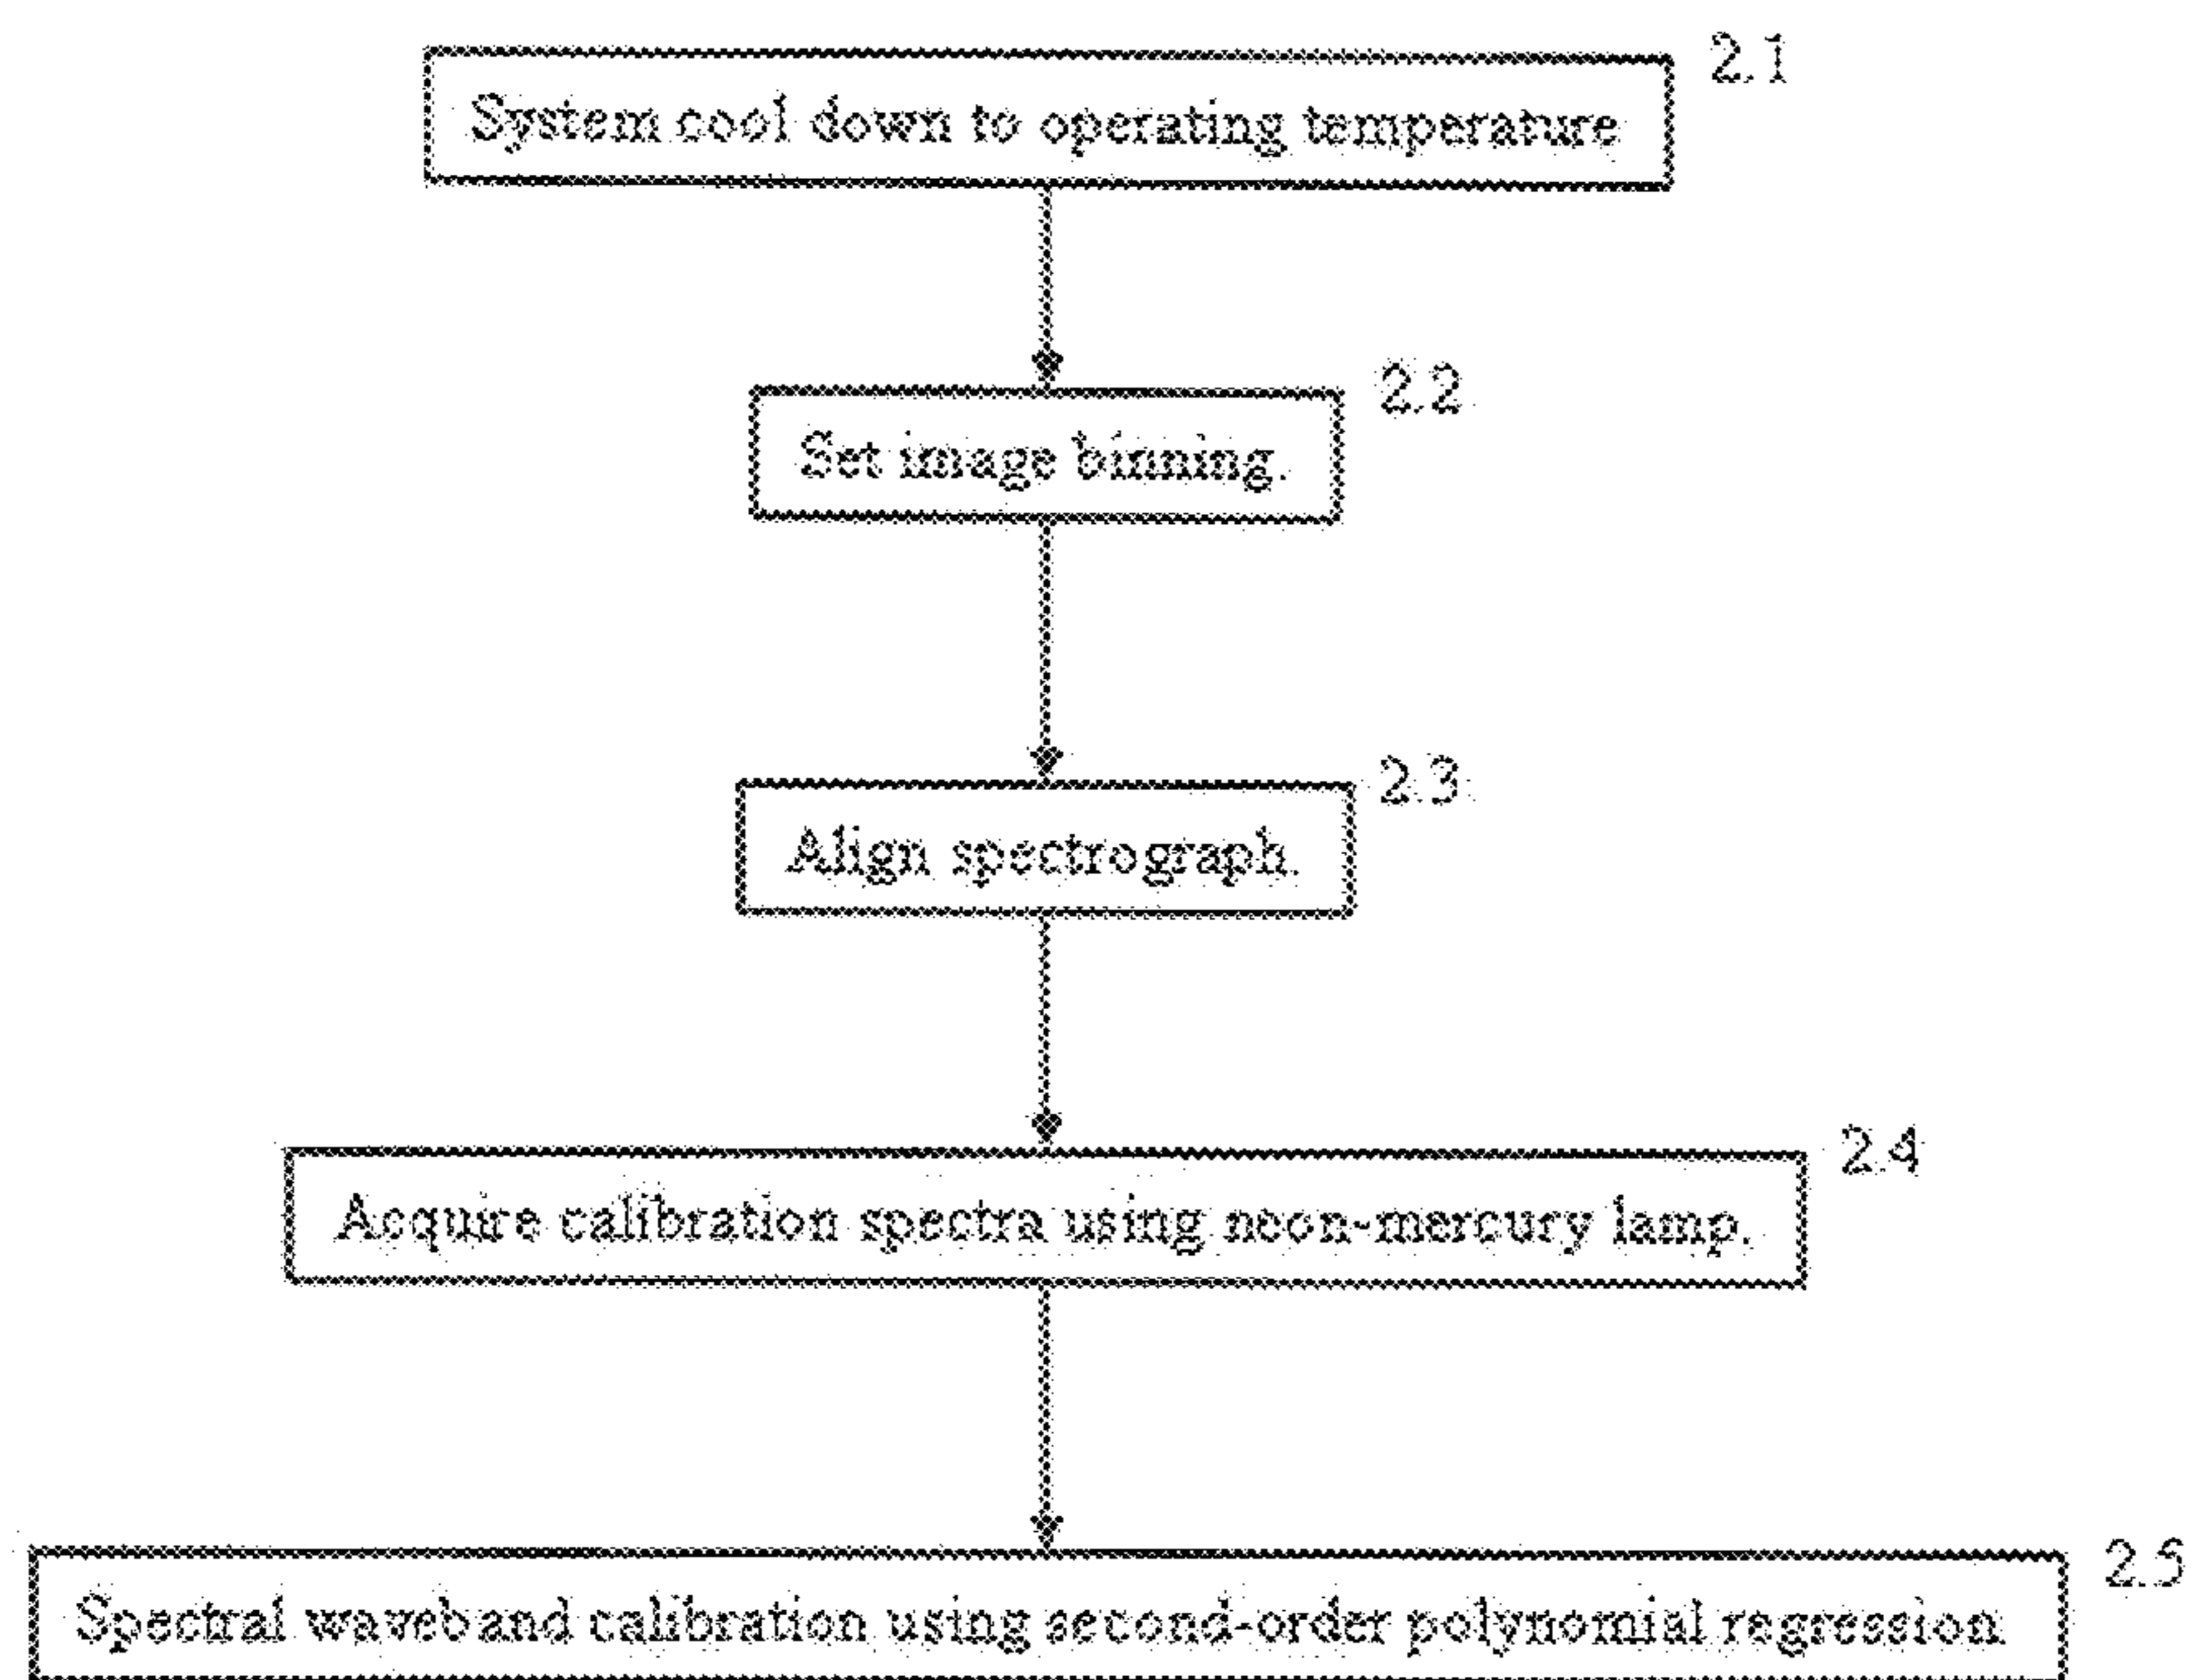 2.1
System cool down to operating temperature
2.2
Set image binning.
2.3
Align spectrograph.
2.4
Acquire calibration spectra using neon-mercury lamp.
2.5
Spectral waveband calibration using second-order polynomial regression